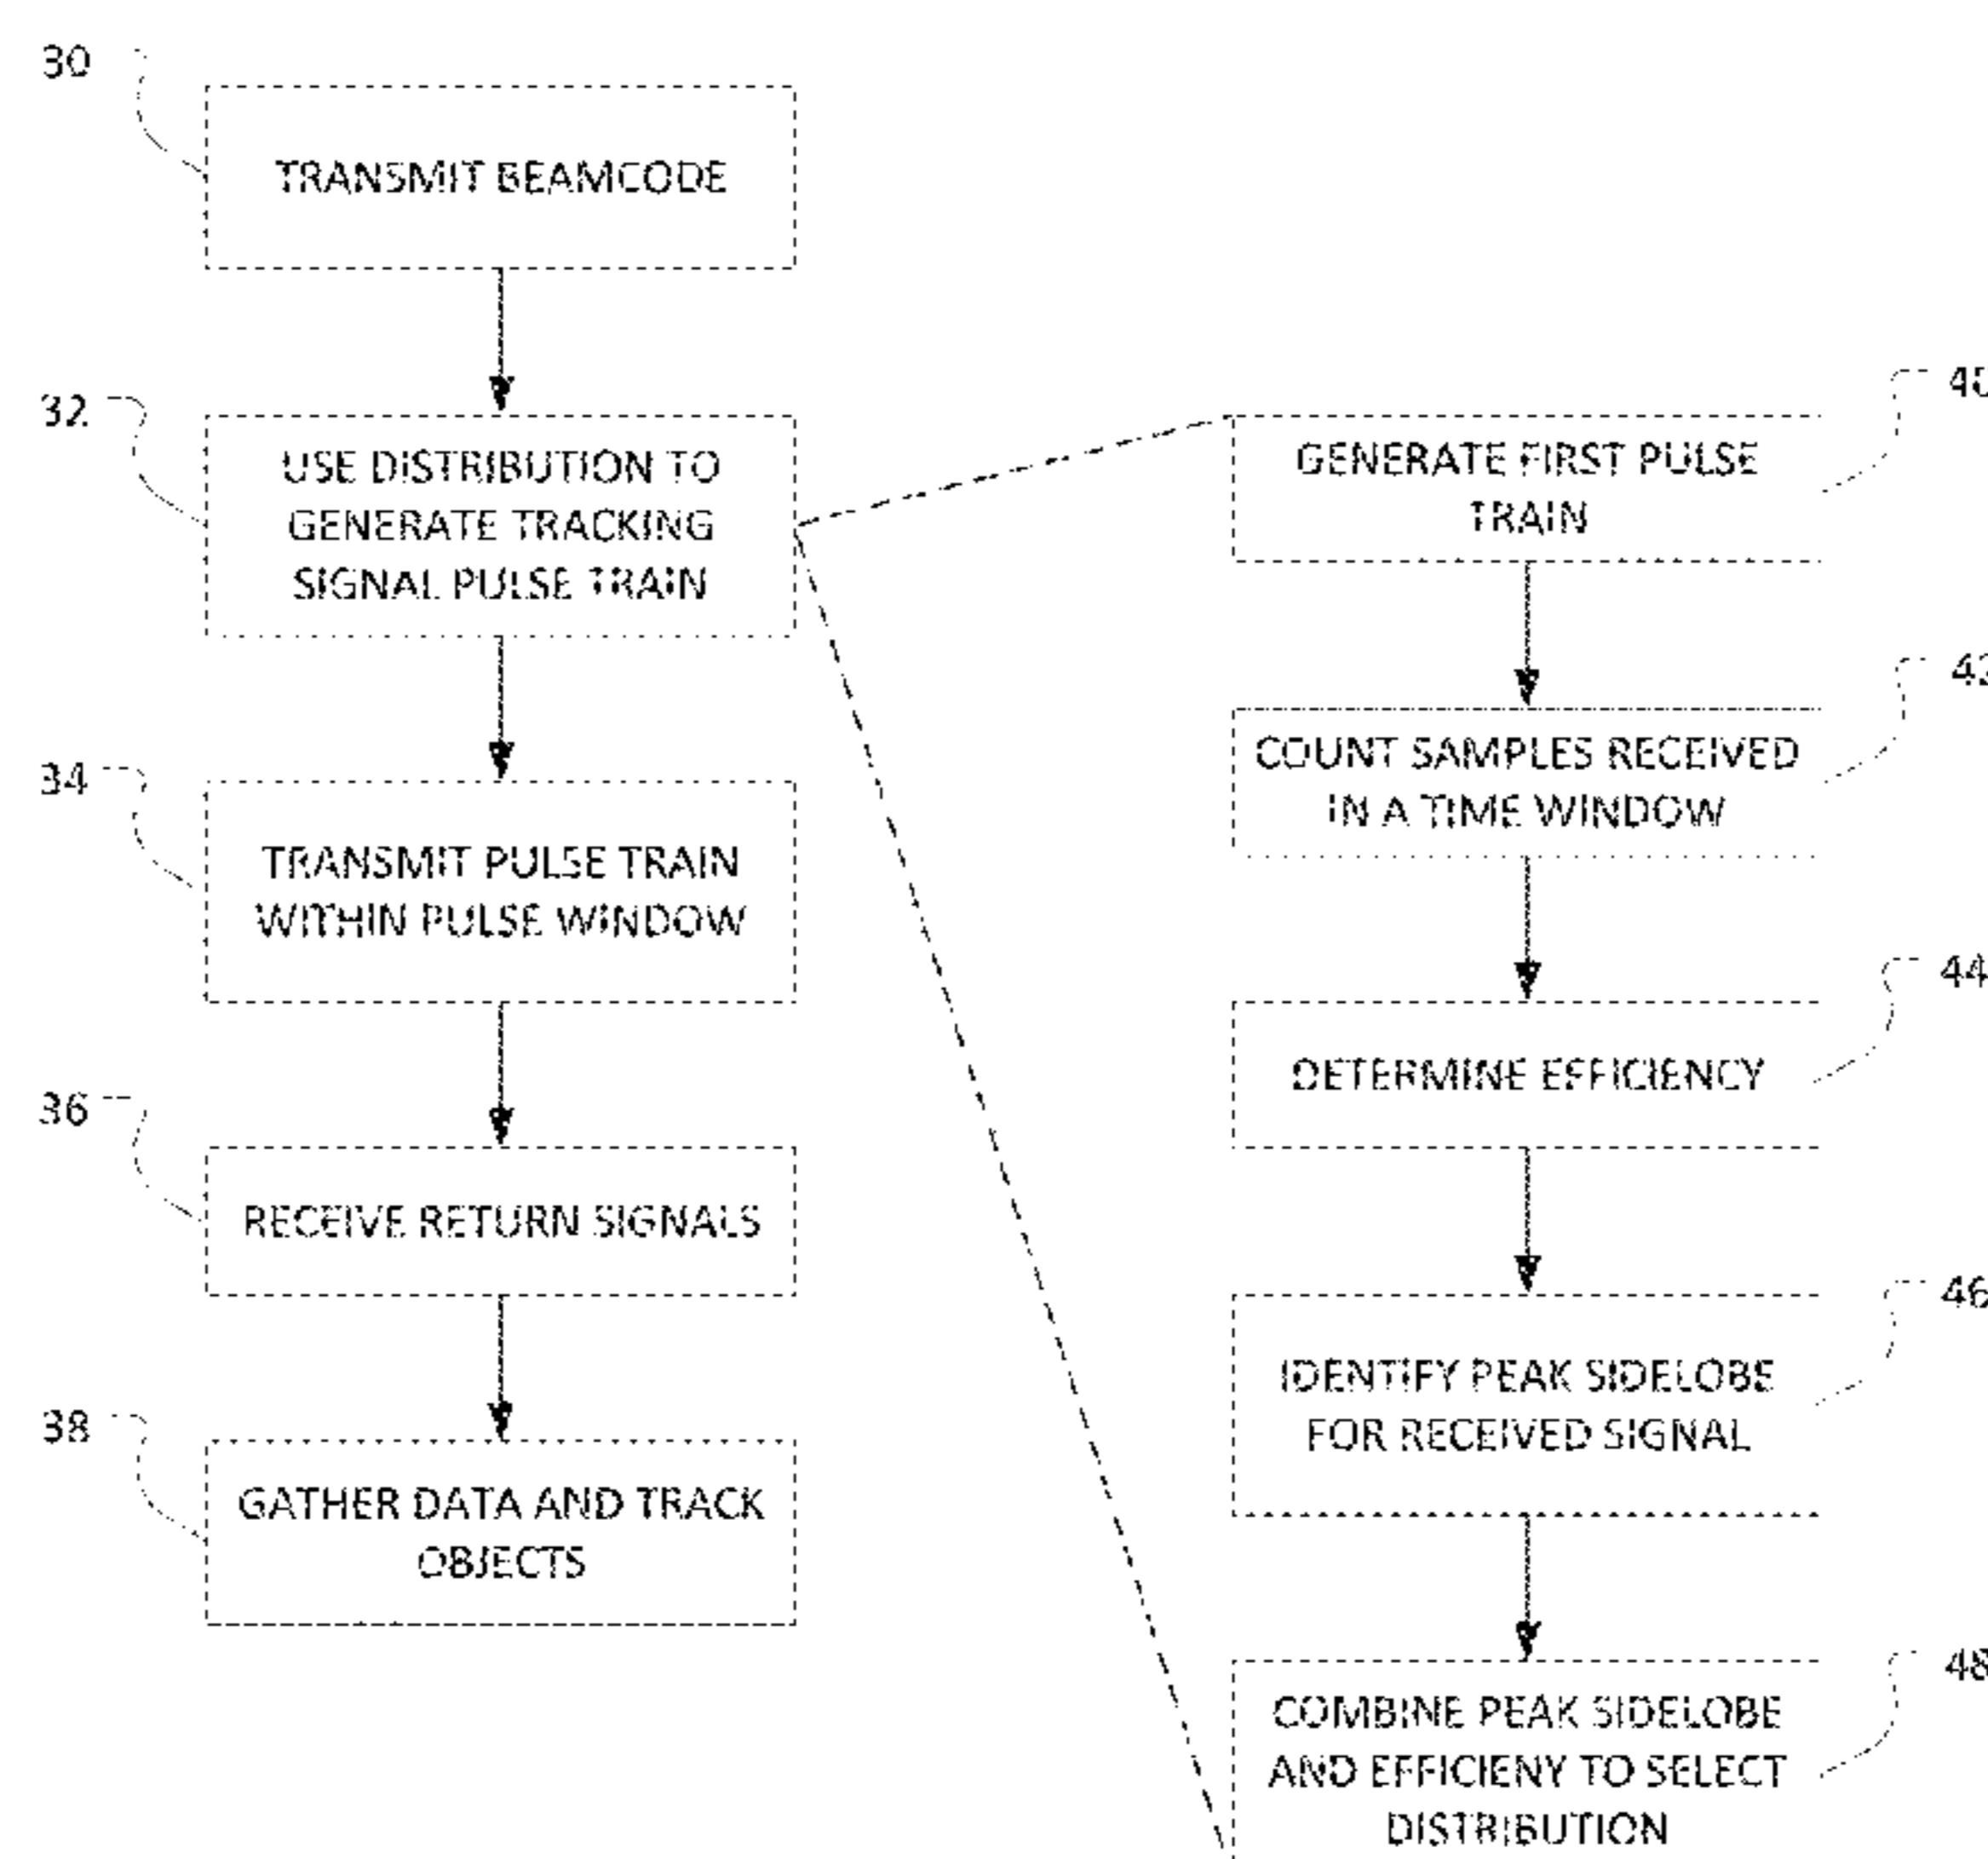 30
TRANSMIT BEAMCODE
32
USE DISTRIBUTION TO
GENERATE TRACKING
SIGNAL PULSE TRAIN
34
TRANSMIT PULSE TRAIN
WITHIN PULSE WINDOW
36
RECEIVE RETURN SIGNALS
38
GATHER DATA AND TRACK
OBJECTS
40
GENERATE FIRST PULSE
TRAIN
42
COUNT SAMPLES RECEIVED
IN A TIME WINDOW
44
DETERMINE EFFICIENCY
46
IDENTIFY PEAK SIDELOBE
FOR RECEIVED SIGNAL
48
COMBINE PEAK SIDELOBE
AND EFFICIENY TO SELECT
DISTRIBUTION